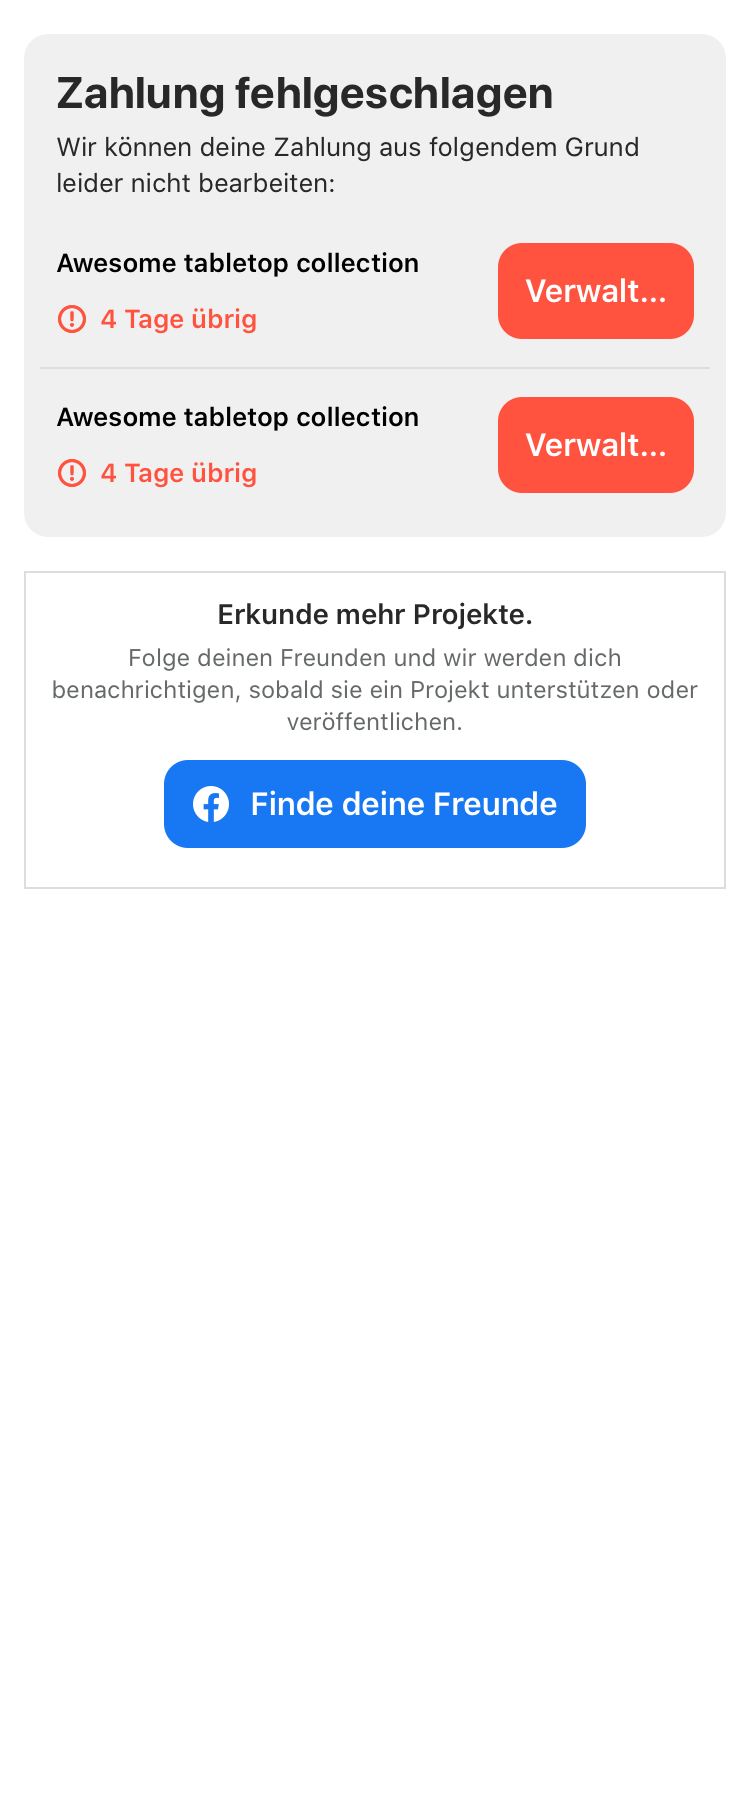 Zahlung fehlgeschlagen
Wir können deine Zahlung aus folgendem Grund
leider nicht bearbeiten:
Awesome tabletop collection
4 Tage übrig
Verwalt...
Awesome tabletop collection
4 Tage übrig
Verwalt...
Erkunde mehr Projekte.
Folge deinen Freunden und wir werden dich
benachrichtigen, sobald sie ein Projekt unterstützen oder
veröffentlichen.
Finde deine Freunde